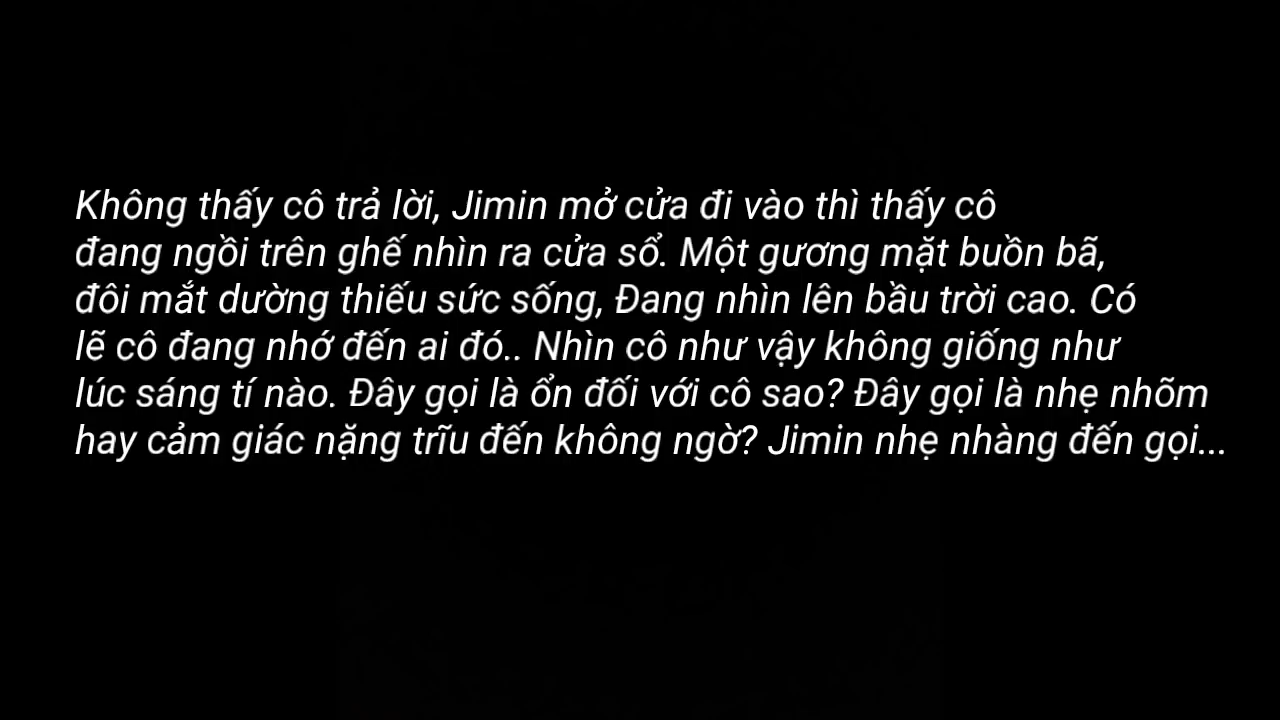 Không thấy cô trả lời, Jimin mở cửa đi vào thì thấy cô
đang ngồi trên ghế nhìn ra cửa sổ. Một gương mặt buồn bã,
đôi mắt dường thiếu sức sống, Đang nhìn lên bầu trời cao. Có
lẽ cô đang nhớ đến ai đó.. Nhìn cô như vậy không giống như
lúc sáng tí nào. Đây gọi là ổn đối với cô sao? Đây gọi là nhẹ nhõm
hay cảm giác nặng trĩu đến không ngờ? Jimin nhẹ nhàng đến gọi...